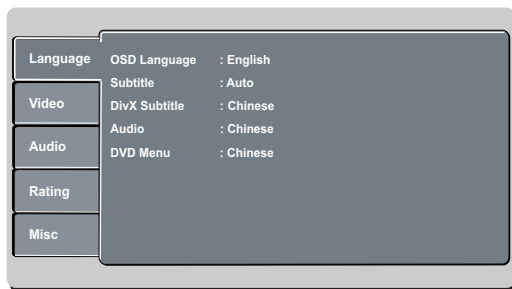 Language
Video
Audio
Rating
Misc
OSD Language : English
Subtitle : Auto
DivX Subtitle : Chinese
Audio : Chinese
DVD Menu : Chinese